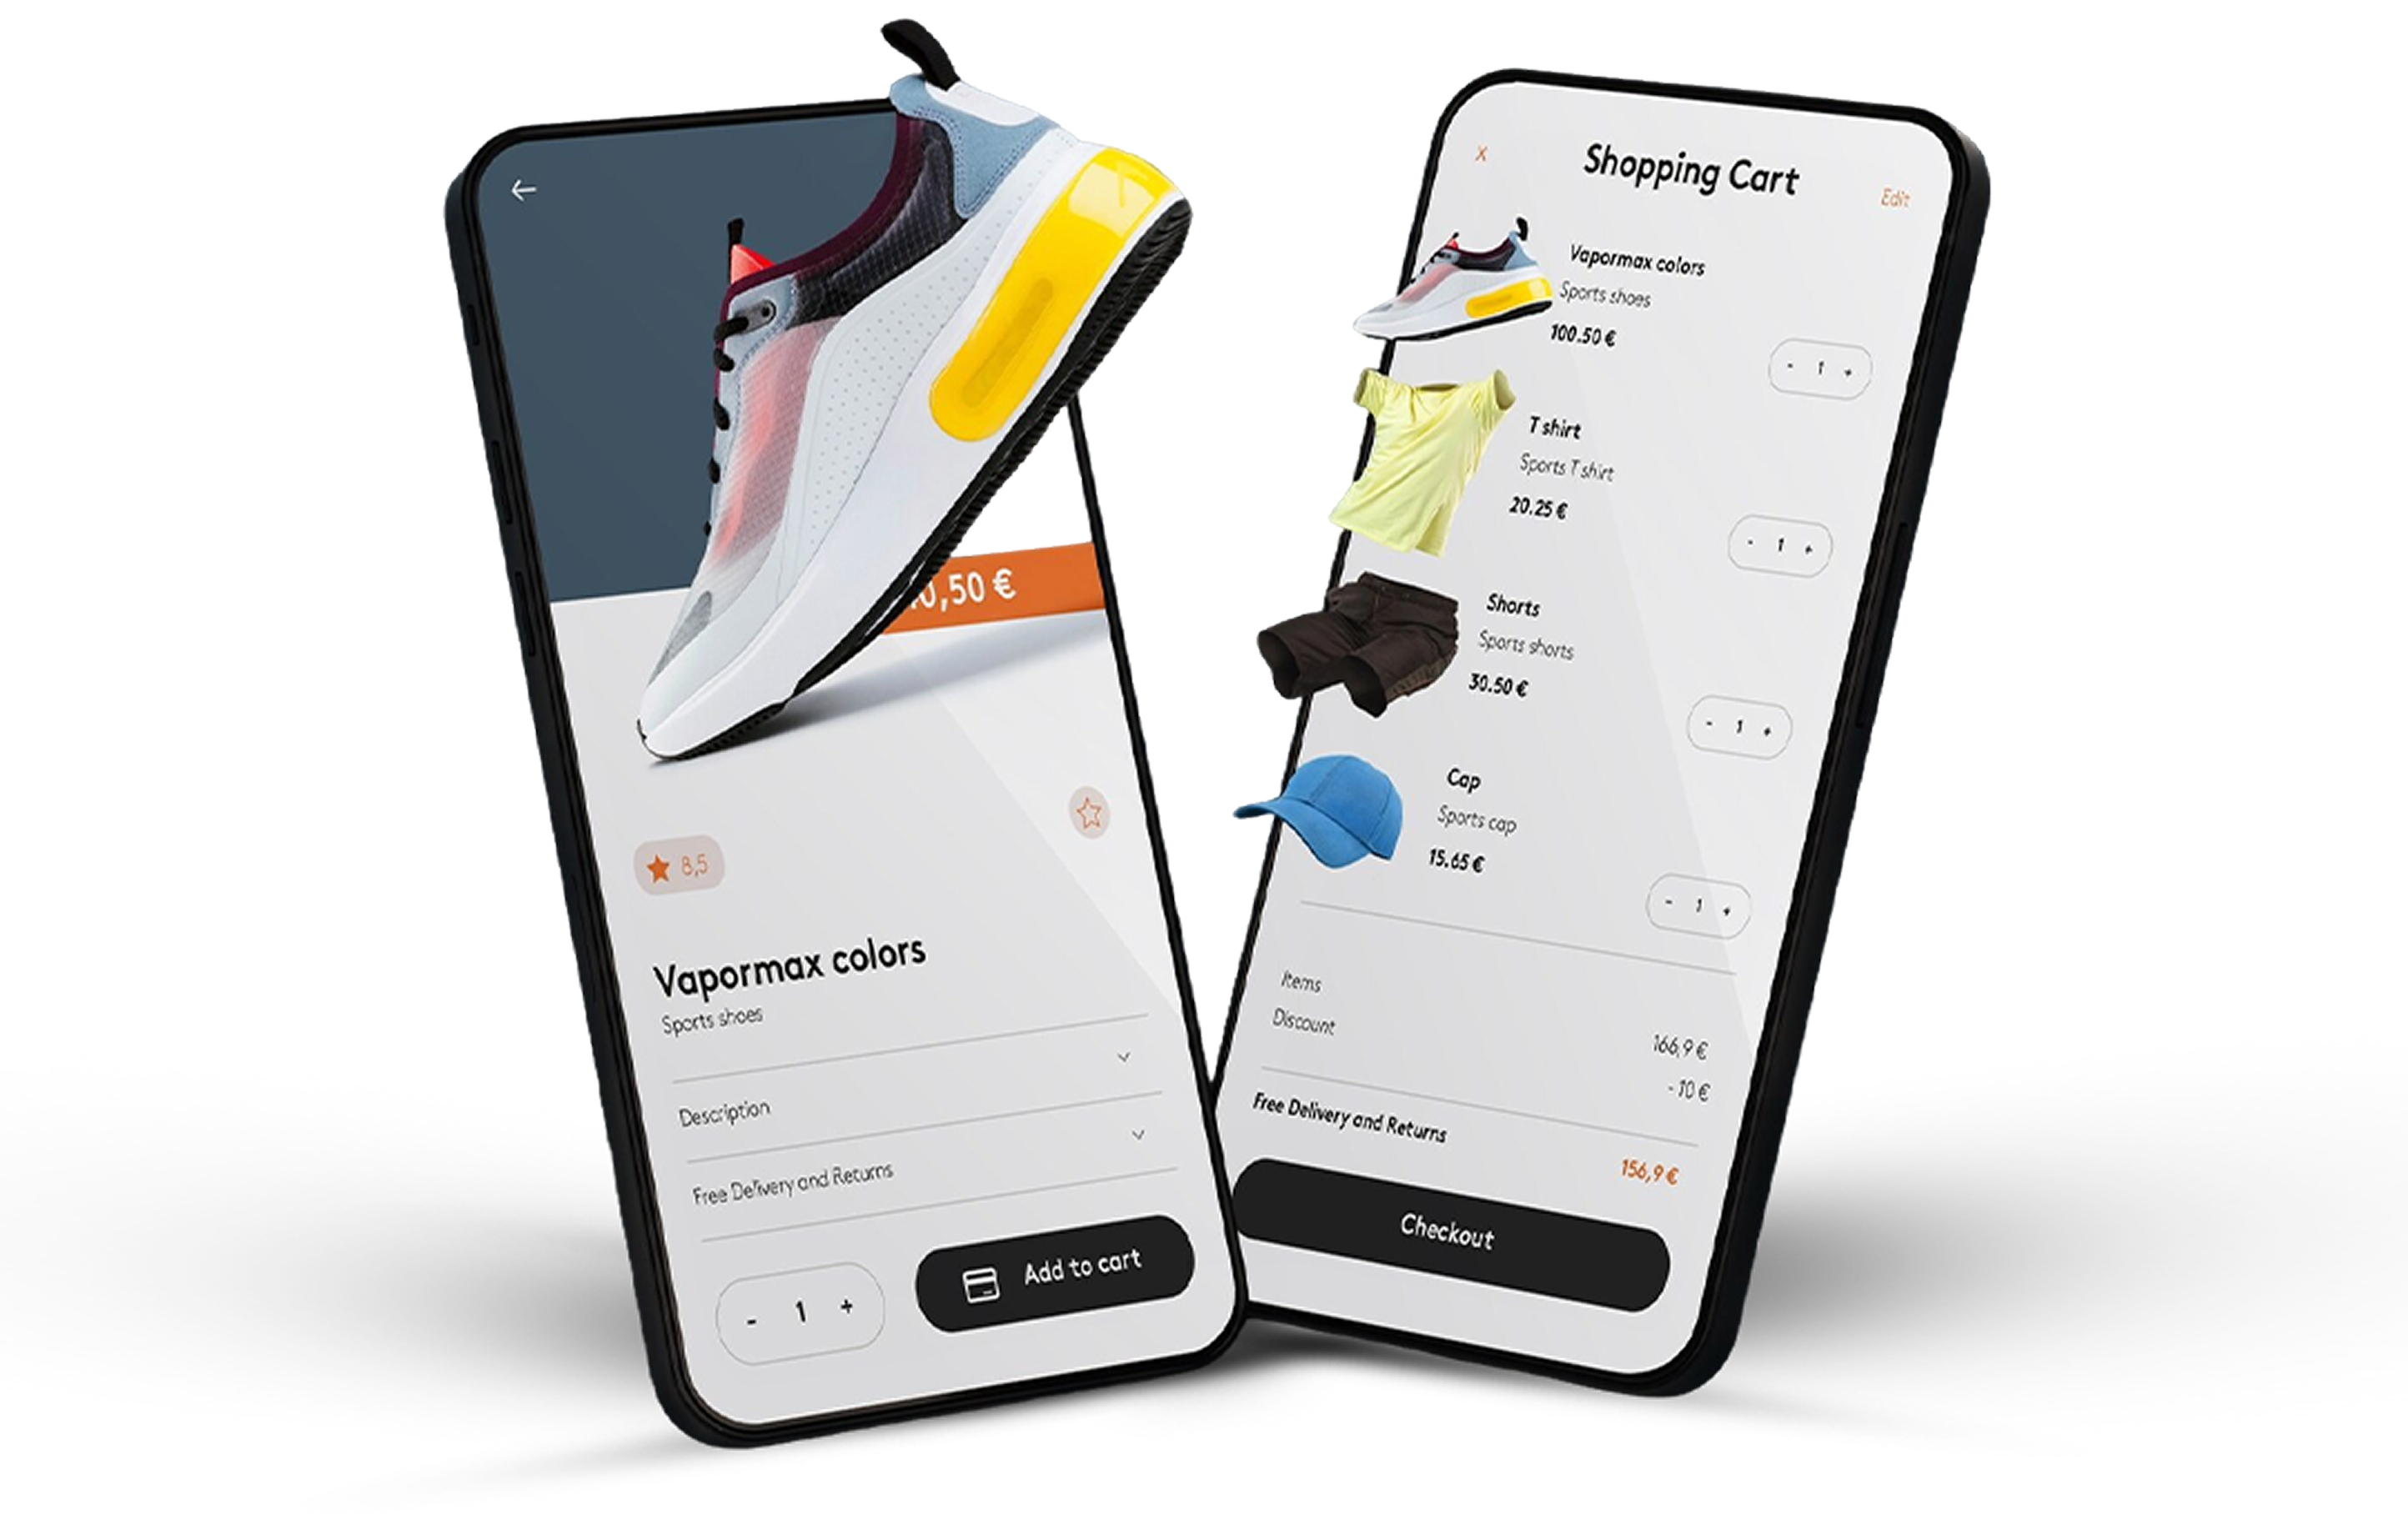 0,50 €
8,5
Vapormax colors
Sports shoes
Description
Free Delivery and Returns
- 1 +
Add to cart
x
Shopping Cart
Edit
Vapormax colors
Sports shoes
100.50 €
- 1 +
T shirt
Sports T shirt
20.25 €
- 1 +
Shorts
Sports shorts
30.50 €
- 1 +
Cap
Sports cap
15.65 €
- 1 +
Items
166,9 €
Discount
- 10 €
Free Delivery and Returns
156,9 €
Checkout